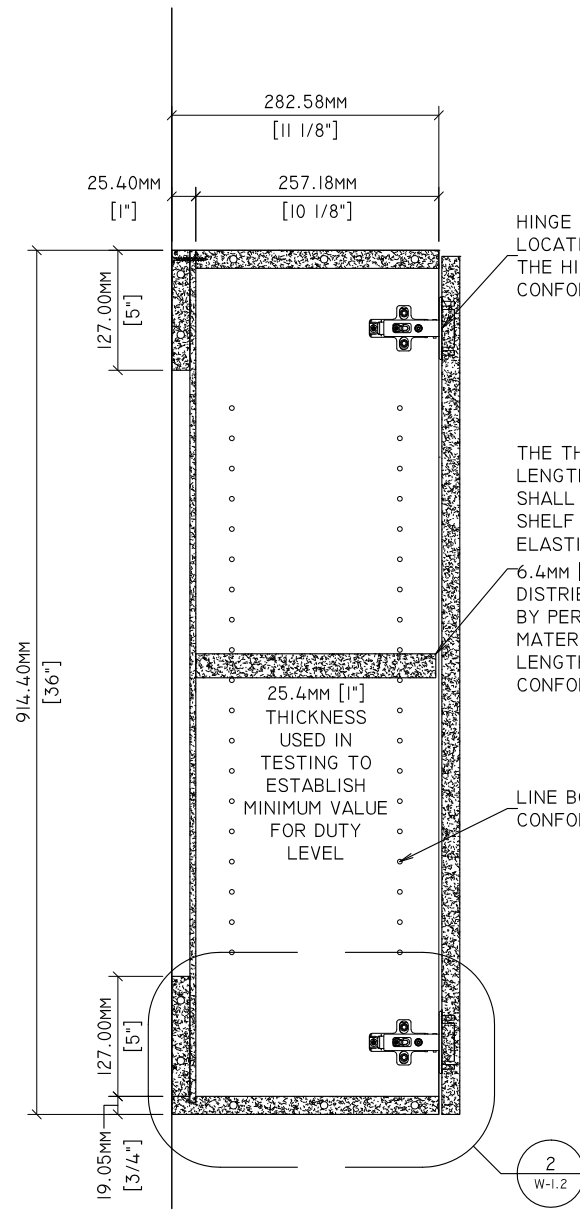 282.58MM
[11 1/8"]
25.40MM
[1"]
257.18MM
[10 1/8"]
127.00MM
[5"]
HINGE
LOCATI
THE HI
CONFOR
THE TH
LENGTH
SHALL
SHELF
ELASTI
6.4MM [
DISTRIB
BY PER
MATER
LENGTH
CONFOR
914.40MM
[36"]
25.4MM [1"]
THICKNESS
USED IN
TESTING TO
ESTABLISH
MINIMUM VALUE
FOR DUTY
LEVEL
LINE BO
CONFOR
127.00MM
[5"]
19.05MM
[3/4"]
2
W-1.2